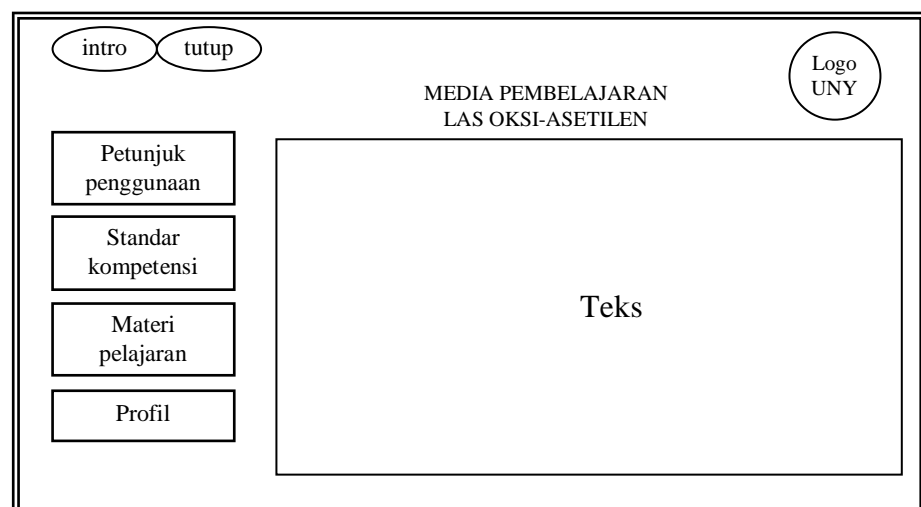 intro
tutup
Logo
UNY
MEDIA PEMBELAJARAN
LAS OKSI-ASETILEN
Petunjuk
penggunaan
Standar
kompetensi
Materi
pelajaran
Profil
Teks